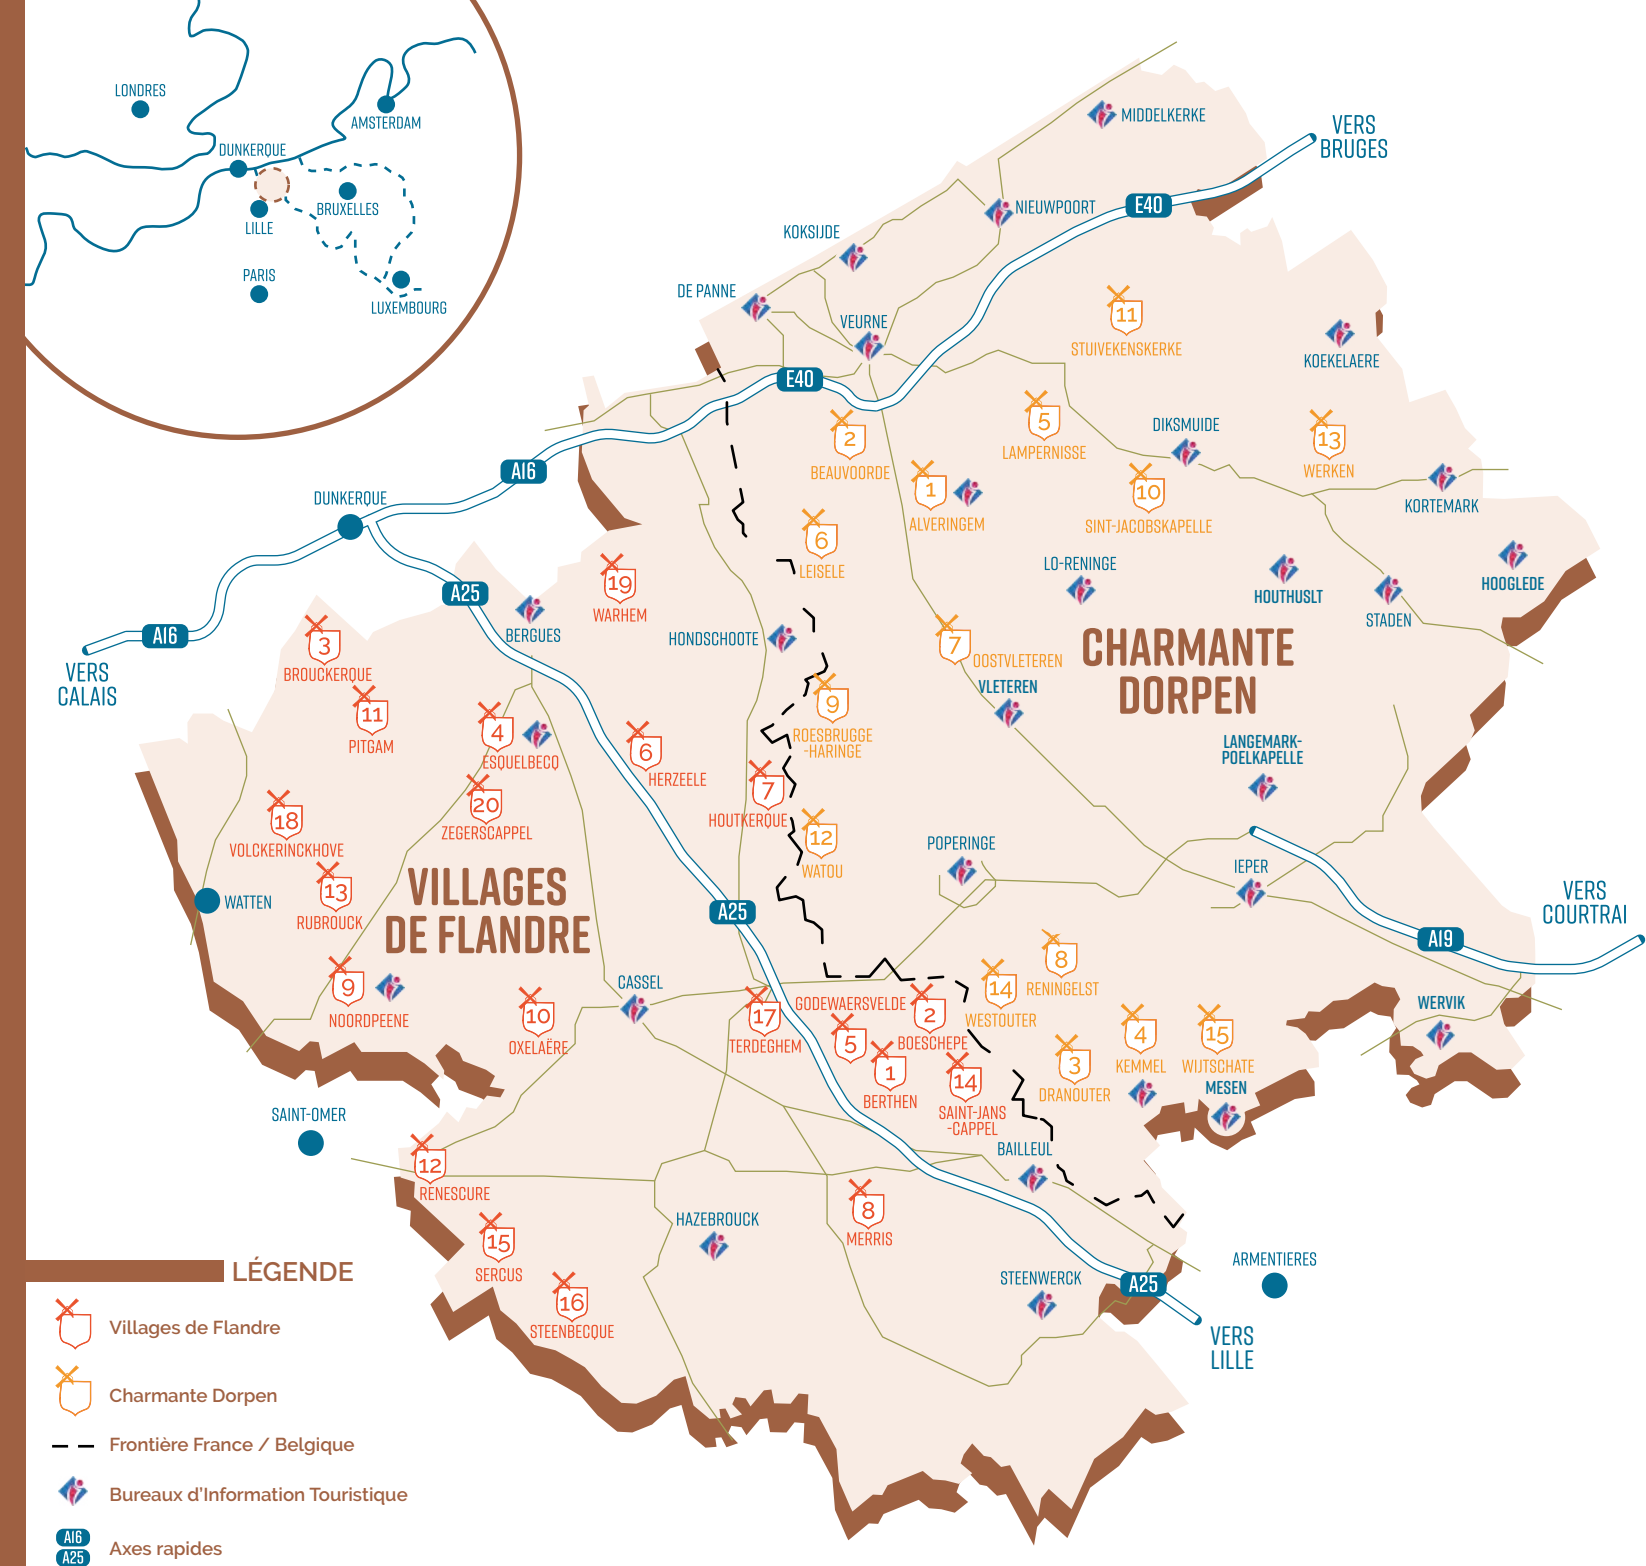 LONDRES
AMSTERDAM
DUNKERQUE
BRUXELLES
LILLE
PARIS
LUXEMBOURG
MIDDELKERKE
VERS
BRUGES
E40
NIEUWPOORT
KOKSIJDE
DE PANNE
VEURNE
11
STUIVEKENSKERKE
KOEKELAERE
E40
5
LAMPERNISSE
2
BEAUVOORDE
DIKSMUIDE
13
WERKEN
A16
1
ALVERINGEM
10
SINT-JACOBSKAPELLE
KORTEMARK
DUNKERQUE
6
LEISELE
LO-RENINGE
HOUTHUSLT
HOOGLEDE
STADEN
19
WARHEM
A25
BERGUES
A16
VERS
CALAIS
3
BROUCKERQUE
HONDSCHOOTE
7
OOSTVLETEREN
CHARMANTE
DORPEN
VLETEREN
11
PITGAM
4
ESQUELBECQ
6
HERZEELE
9
ROESBRUGGE
-HARINGE
LANGEMARK-
POELKAPELLE
7
HOUTKERQUE
18
VOLCKERINCKHOVE
20
ZEGERSCAPPEL
12
WATOU
POPERINGE
IEPER
VERS
COURTRAI
A19
VILLAGES
DE FLANDRE
13
RUBROUCK
WATTEN
A25
8
RENINGELST
14
WESTOUTER
9
NOORDPEENE
CASSEL
10
OXELAËRE
17
TERDEGHEM
GODEWAERSVELDE
5
2
BOESCHEPE
1
BERTHEN
14
SAINT-JANS
-CAPPEL
3
DRANOUTER
4
KEMMEL
15
WIJTSCHATE
WERVIK
MESEN
SAINT-OMER
BAILLEUL
12
RENESCURE
8
MERRIS
HAZEBROUCK
15
SERCUS
16
STEENBECQUE
STEENWERCK
A25
ARMENTIERES
VERS
LILLE
LÉGENDE
Villages de Flandre
Charmante Dorpen
Frontière France / Belgique
Bureaux d'Information Touristique
A16
A25
Axes rapides